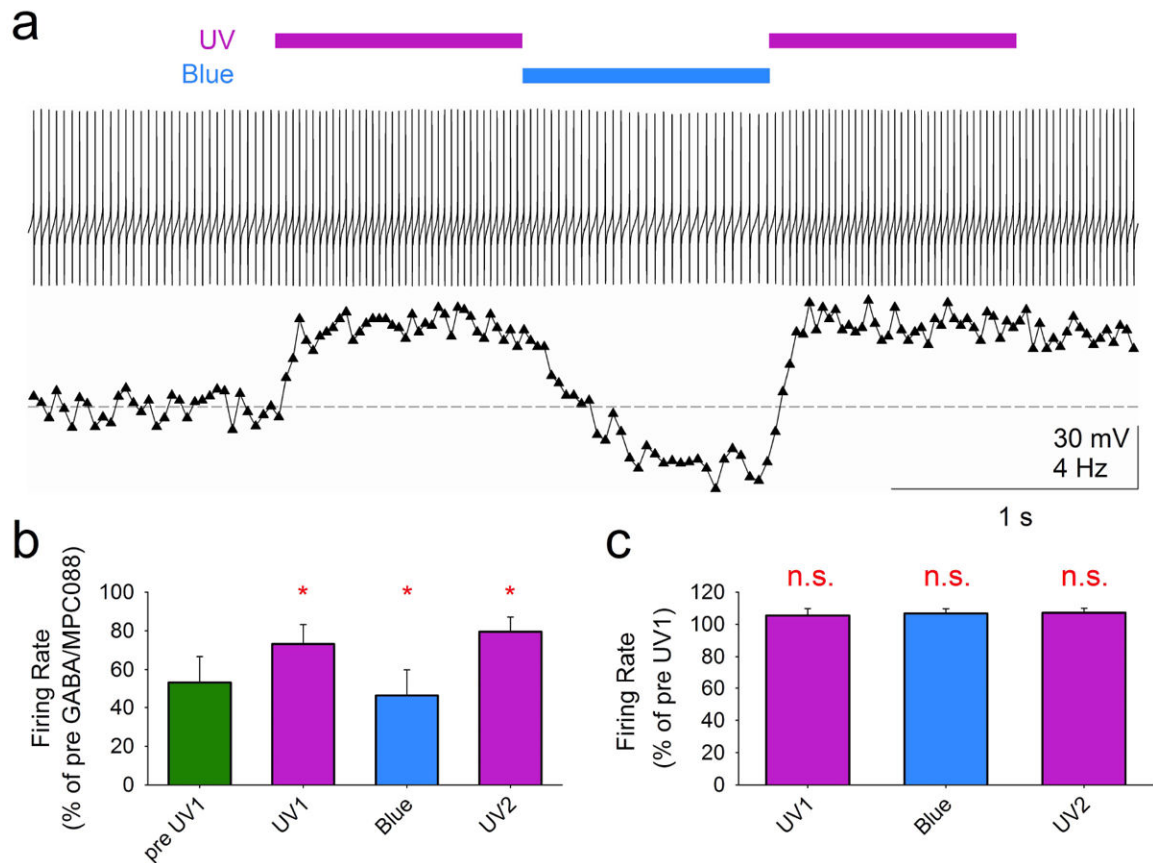 a
UV
Blue
30 mV
4 Hz
1 s
b
Firing Rate
(% of pre GABA/MPC088)
100
80
60
40
20
0
* * *
pre UV1 UV1 Blue UV2
c
Firing Rate
(% of pre UV1)
120
100
80
60
40
20
0
n.s. n.s. n.s.
UV1 Blue UV2